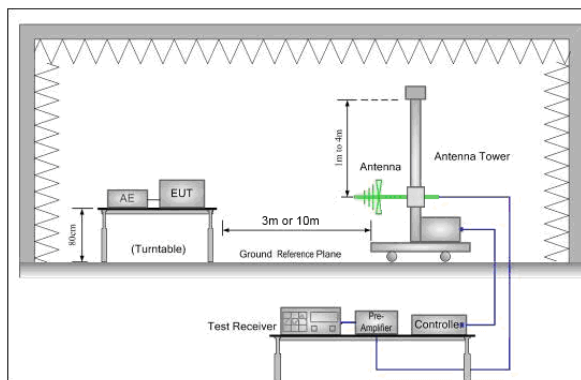 1m to 4m
Antenna
Antenna Tower
AE
EUT
3m or 10m
80cm
(Turntable)
Ground Reference Plane
Test Receiver
Pre-
Amplifier
Controller